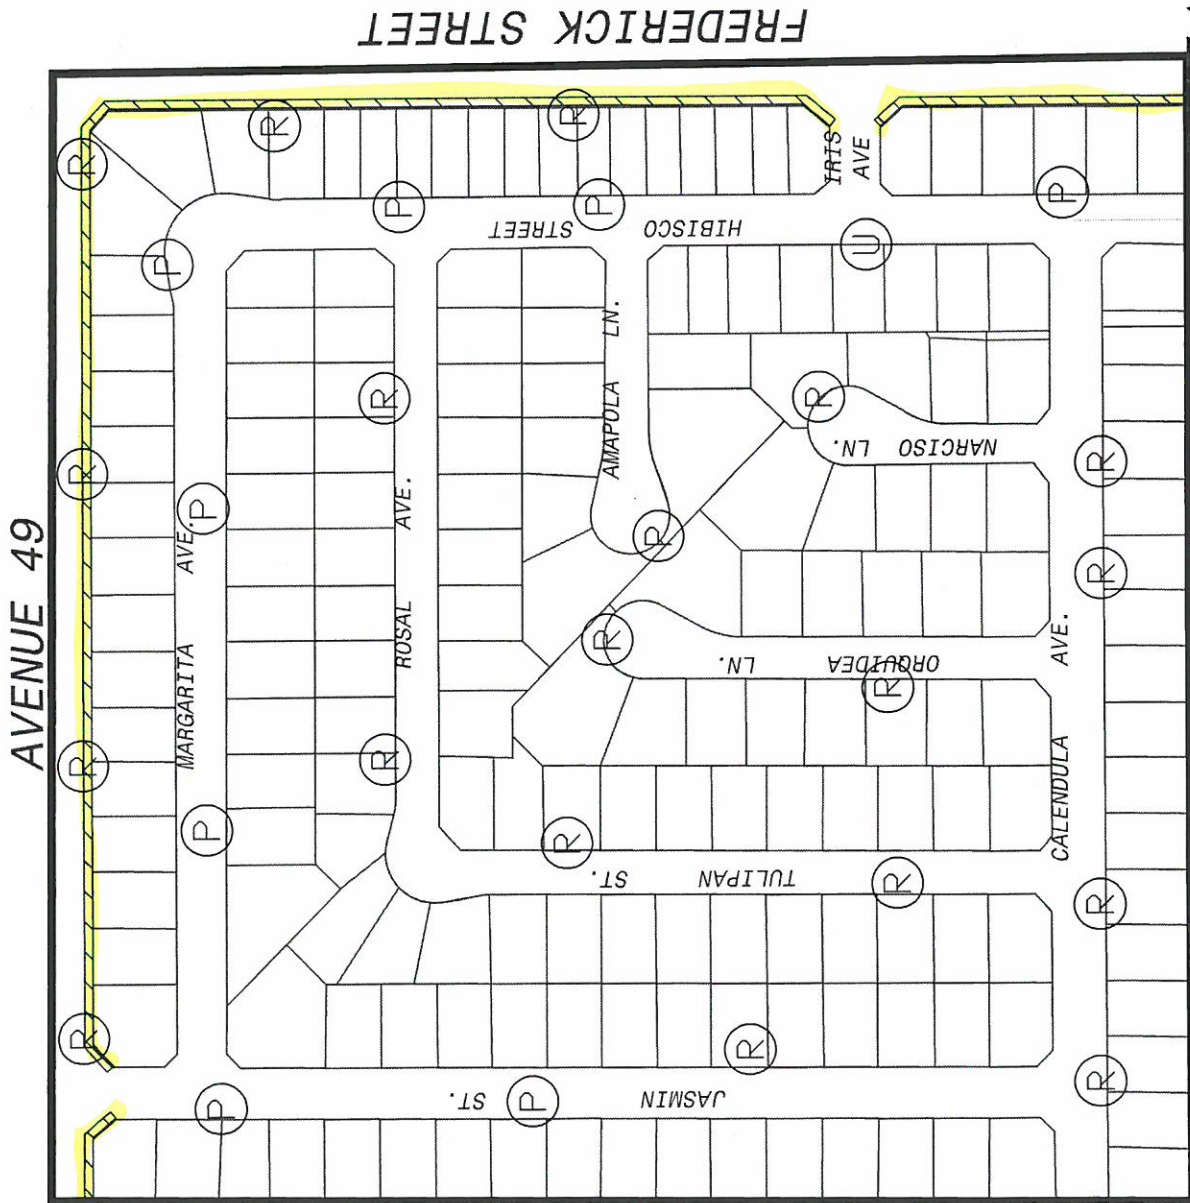 FREDERICK STREET
AVENUE 49
IRIS
AVE
HIBISCO STREET
AMAPOLA LN.
NARCISO LN.
MARGARITA AVE.
ROSAL AVE.
ORQUIDEA LN.
CALENDULA AVE.
TULIPAN ST.
JASMIN ST.
R
R
R
P
P
P
P
U
R
R
R
P
R
P
R
R
R
R
R
P
R
R
R
R
R
R
P
P